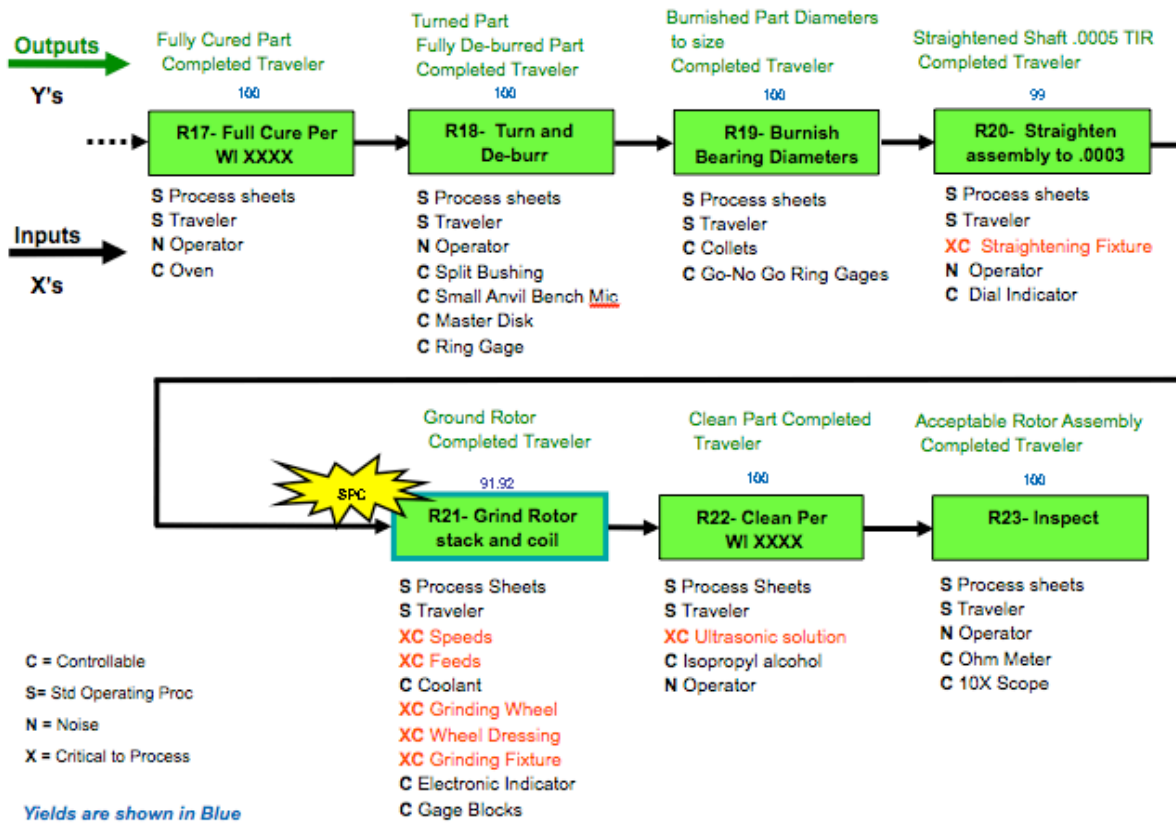 Outputs
Y's
Inputs
X's
Fully Cured Part
Completed Traveler
100
R17- Full Cure Per
WI XXXX
S Process sheets
S Traveler
N Operator
C Oven
Turned Part
Fully De-burred Part
Completed Traveler
100
R18- Turn and
De-burr
S Process sheets
S Traveler
N Operator
C Split Bushing
C Small Anvil Bench Mic
C Master Disk
C Ring Gage
Burnished Part Diameters
to size
Completed Traveler
100
R19- Burnish
Bearing Diameters
S Process sheets
S Traveler
C Collets
C Go-No Go Ring Gages
Straightened Shaft .0005 TIR
Completed Traveler
99
R20- Straighten
assembly to .0003
S Process sheets
S Traveler
XC Straightening Fixture
N Operator
C Dial Indicator
Ground Rotor
Completed Traveler
91.92
SPC
R21- Grind Rotor
stack and coil
S Process Sheets
S Traveler
XC Speeds
XC Feeds
C Coolant
XC Grinding Wheel
XC Wheel Dressing
XC Grinding Fixture
C Electronic Indicator
C Gage Blocks
Clean Part Completed
Traveler
100
R22- Clean Per
WI XXXX
S Process Sheets
S Traveler
XC Ultrasonic solution
C Isopropyl alcohol
N Operator
Acceptable Rotor Assembly
Completed Traveler
100
R23- Inspect
S Process sheets
S Traveler
N Operator
C Ohm Meter
C 10X Scope
C = Controllable
S= Std Operating Proc
N = Noise
X = Critical to Process
Yields are shown in Blue